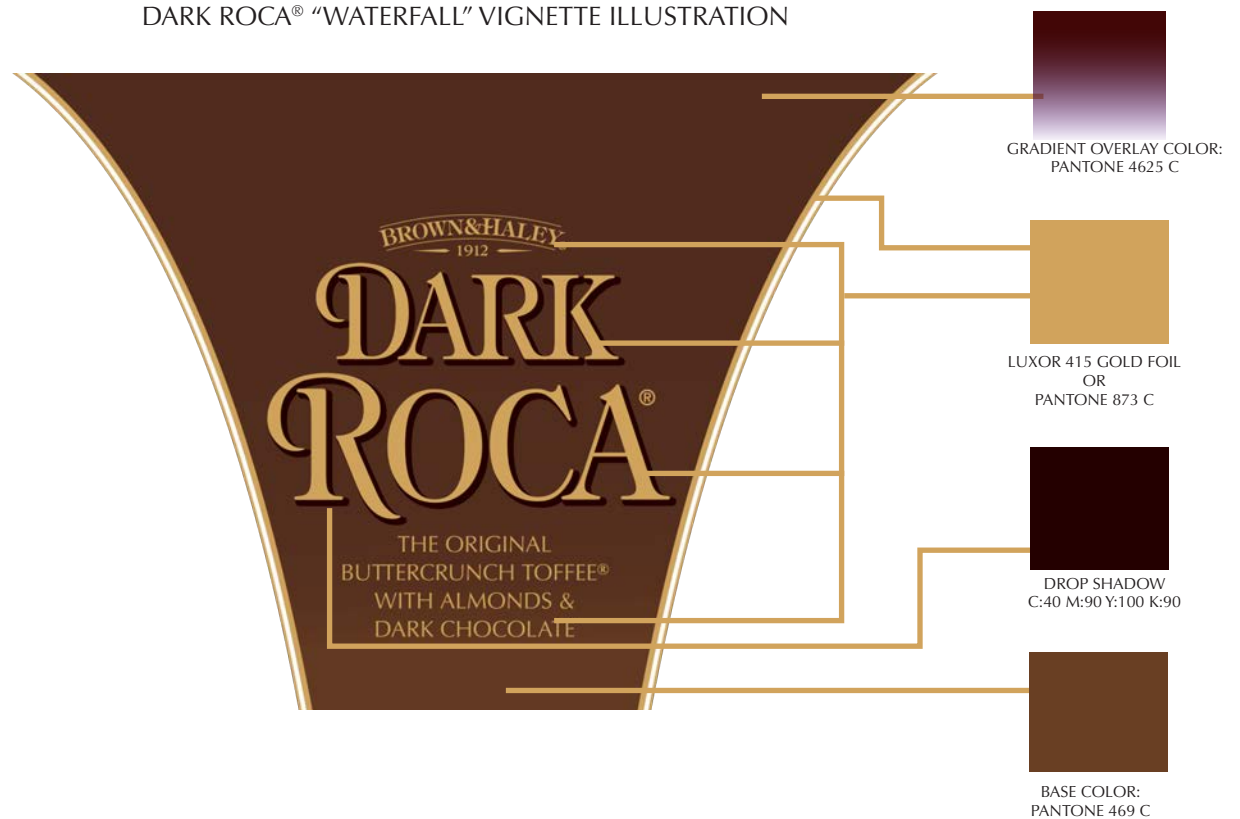 DARK ROCA® “WATERFALL” VIGNETTE ILLUSTRATION
BROWN&HALEY®
1912
DARK
ROCA®
THE ORIGINAL
BUTTERCRUNCH TOFFEE®
WITH ALMONDS &
DARK CHOCOLATE
GRADIENT OVERLAY COLOR:
PANTONE 4625 C
LUXOR 415 GOLD FOIL
OR
PANTONE 873 C
DROP SHADOW
C:40 M:90 Y:100 K:90
BASE COLOR:
PANTONE 469 C